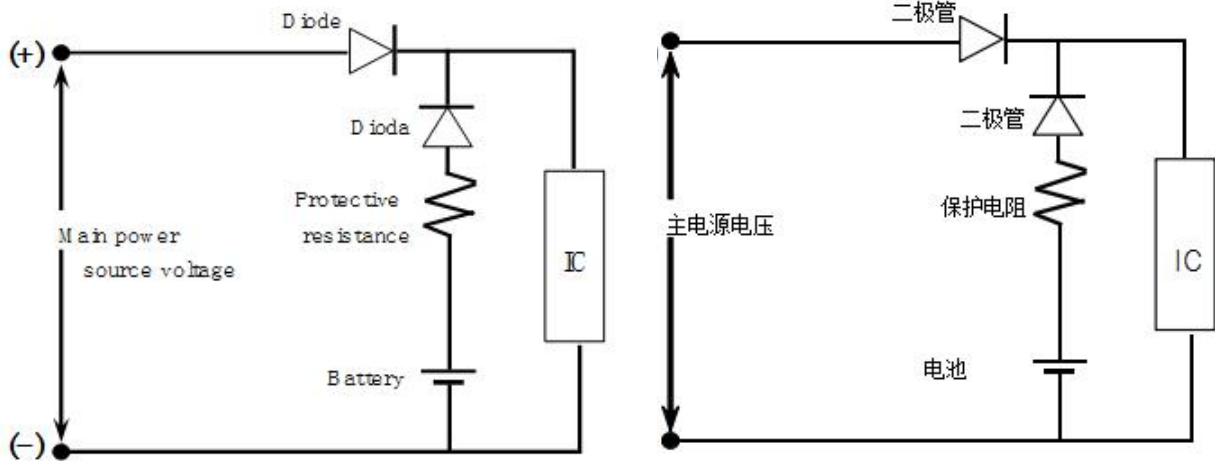 Diode
(+)
Dioda
Protective
resistance
Main power
source voltage
IC
Battery
(-)
二极管
二极管
保护电阻
主电源电压
IC
电池